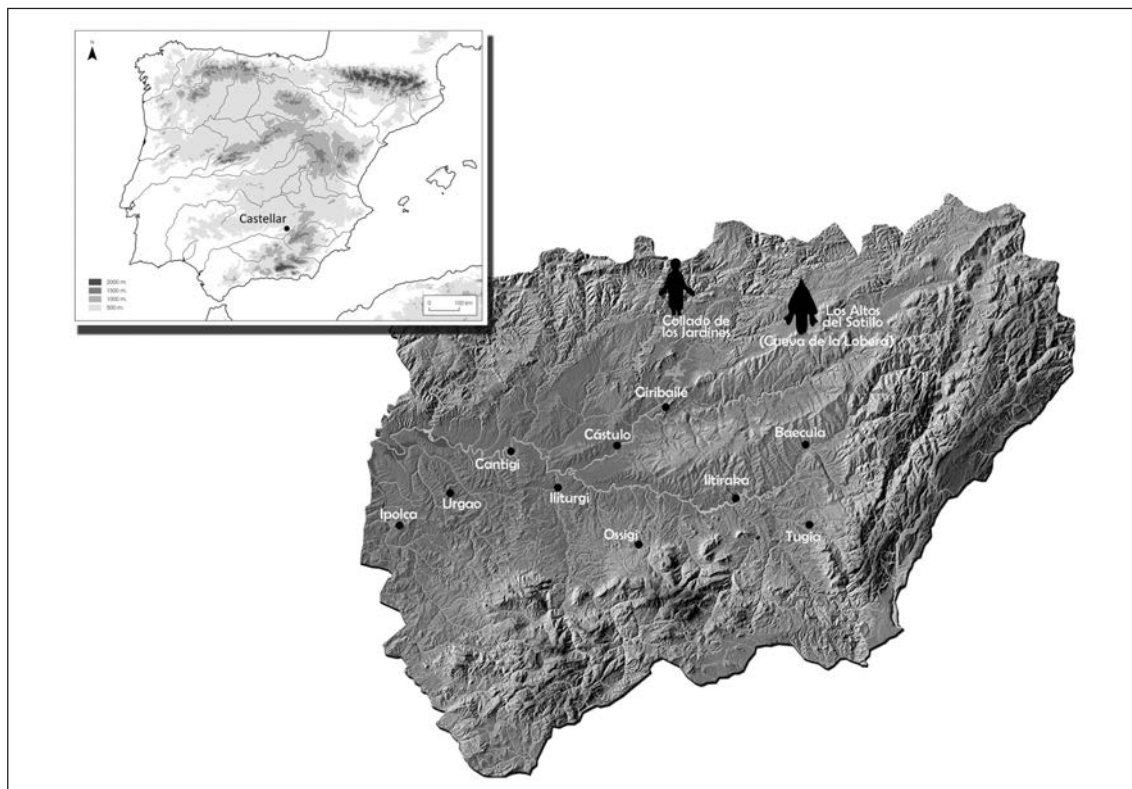 N
Castellar
2000 m.
1500 m.
1000 m.
500 m.
0 100 km
Collado de
los Jardines
Los Altos
del Sotillo
(Cueva de la Lobera)
Giribaile
Cástulo
Baecula
Cantigi
Iliturgi
Iltiraka
Urgao
Ipolca
Ossigi
Tugia